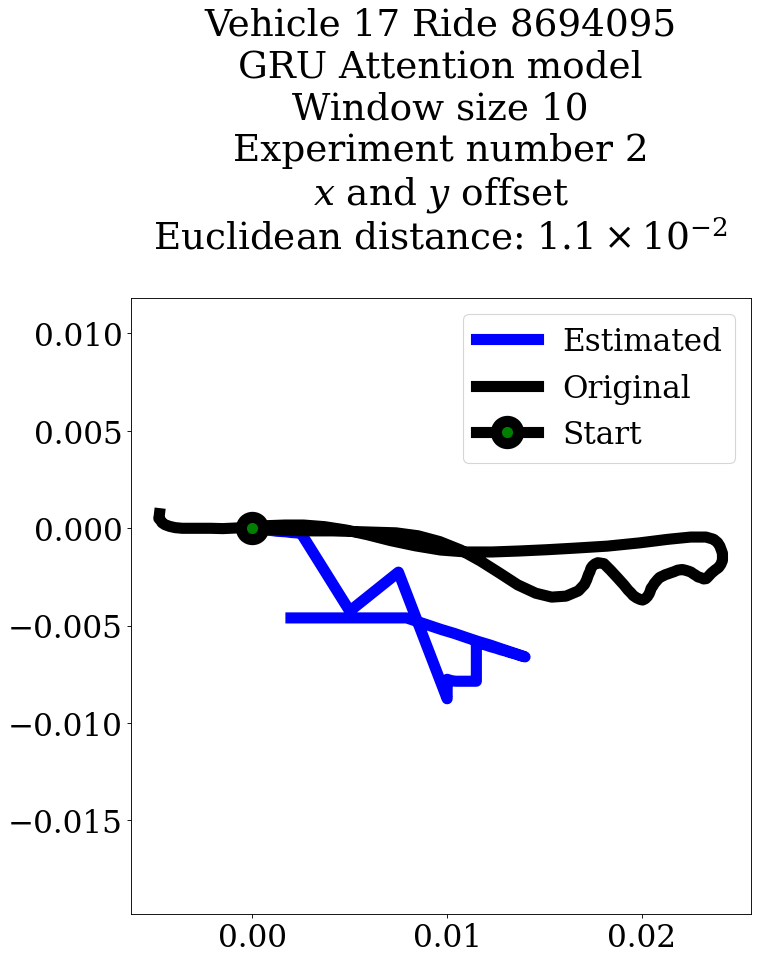 Vehicle 17 Ride 8694095
GRU Attention model
Window size 10
Experiment number 2
x and y offset
Euclidean distance: 1.1 × 10⁻²
Estimated
Original
Start
0.010
0.005
0.000
−0.005
−0.010
−0.015
0.00
0.01
0.02